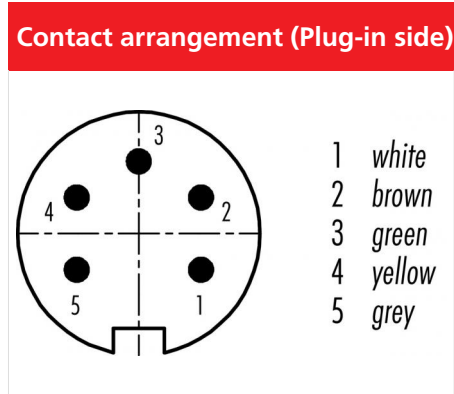 Contact arrangement (Plug-in side)
3
4
2
5
1
1 white
2 brown
3 green
4 yellow
5 grey